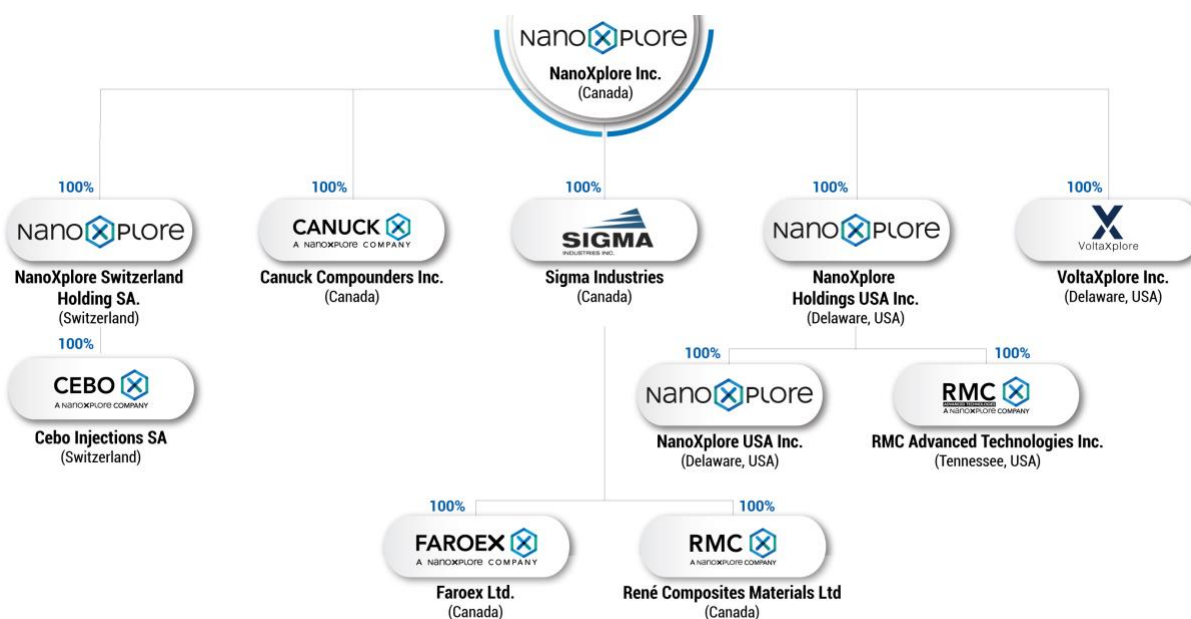 NanoXplore
NanoXplore Inc.
(Canada)
100% 100% 100% 100% 100%
NanoXplore
CANUCK X
A NANOXPLORE COMPANY
SIGMA
INDUSTRIES INC.
NanoXplore
X
VoltaXplore
NanoXplore Switzerland
Holding SA.
(Switzerland)
Canuck Compounders Inc.
(Canada)
Sigma Industries
(Canada)
NanoXplore
Holdings USA Inc.
(Delaware, USA)
VoltaXplore Inc.
(Delaware, USA)
100%
CEBO X
A NANOXPLORE COMPANY
Cebo Injections SA
(Switzerland)
100%
NanoXplore
NanoXplore USA Inc.
(Delaware, USA)
100%
RMC X
ADVANCED TECHNOLOGIES
A NANOXPLORE COMPANY
RMC Advanced Technologies Inc.
(Tennessee, USA)
100%
FAROEX X
A NANOXPLORE COMPANY
Faroex Ltd.
(Canada)
100%
RMC X
A NANOXPLORE COMPANY
René Composites Materials Ltd
(Canada)